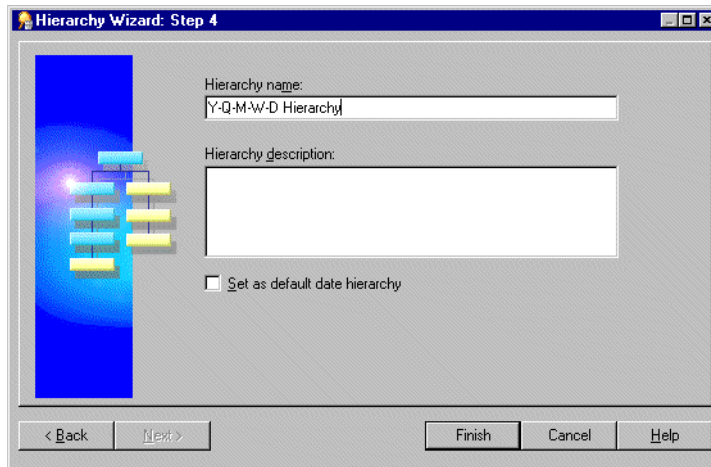 Hierarchy Wizard: Step 4
Hierarchy name:
Y-Q-M-W-D Hierarchy
Hierarchy description:
Set as default date hierarchy
< Back Next > Finish Cancel Help